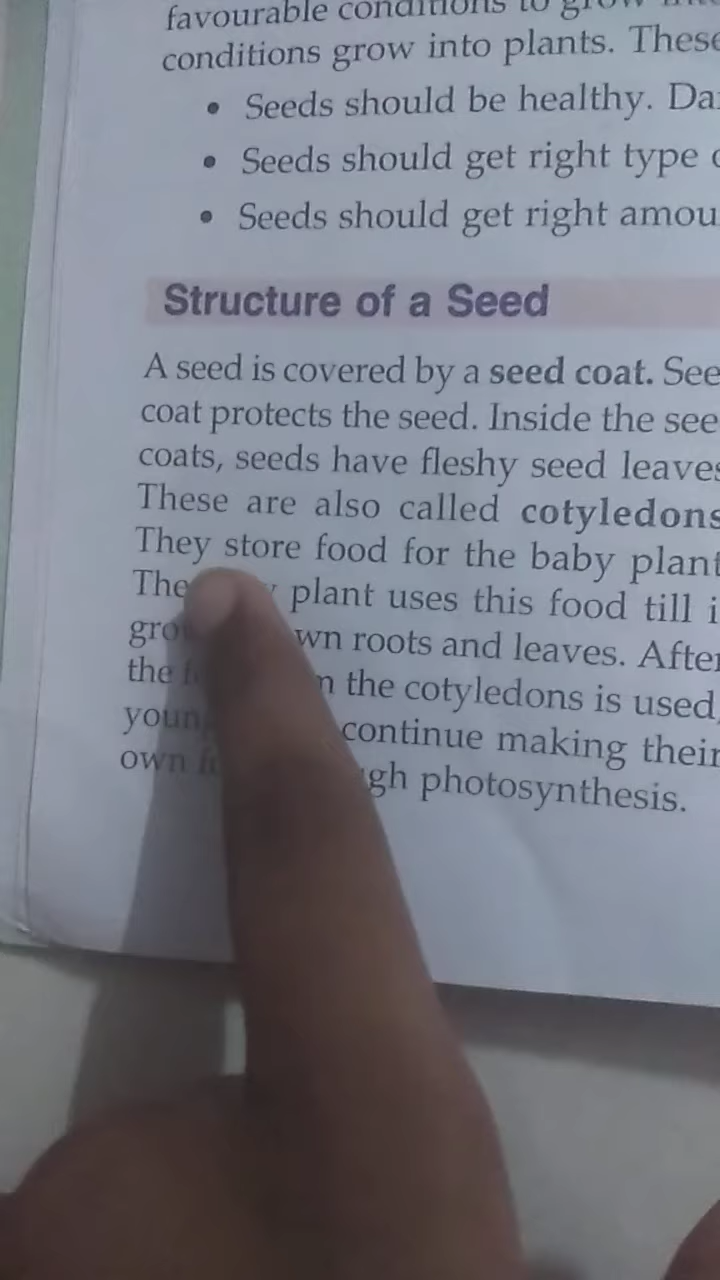 favourable conditions to grow
conditions grow into plants. These
• Seeds should be healthy. Da
• Seeds should get right type
• Seeds should get right amou
Structure of a Seed
A seed is covered by a seed coat. See
coat protects the seed. Inside the see
coats, seeds have fleshy seed leaves
These are also called cotyledons
They store food for the baby plant
The plant uses this food till i
gro wn roots and leaves. After
the the cotyledons is used,
youn continue making their
own gh photosynthesis.